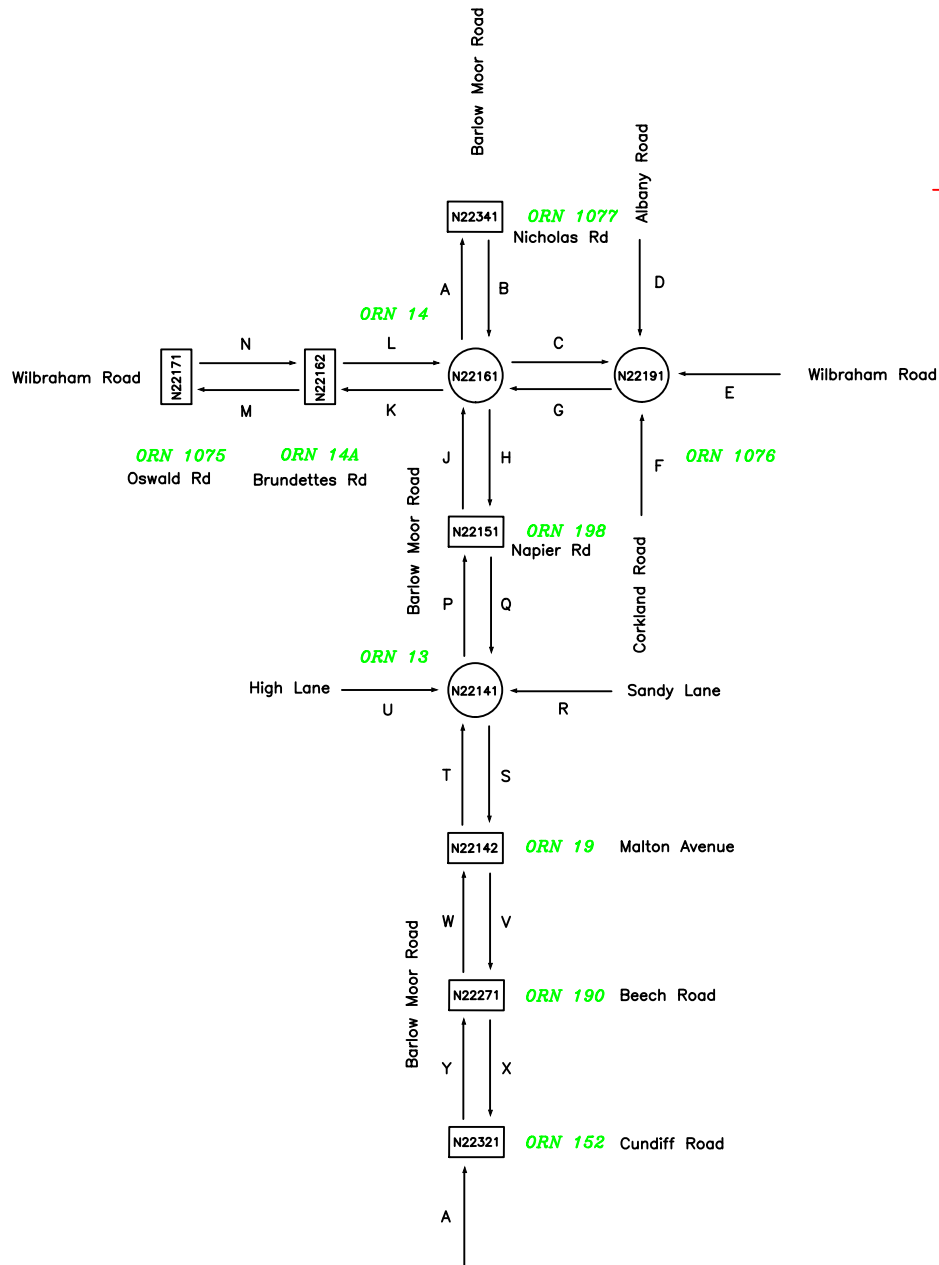 Barlow Moor Road
Albany Road
N22341
ORN 1077
Nicholas Rd
A
B
D
ORN 14
N
L
C
Wilbraham Road
N22171
N22162
N22161
N22191
Wilbraham Road
M
K
G
E
ORN 1075
Oswald Rd
ORN 14A
Brundettes Rd
J
H
F
ORN 1076
Barlow Moor Road
N22151
ORN 198
Napier Rd
Corkland Road
P
Q
ORN 13
High Lane
U
N22141
R
Sandy Lane
T
S
N22142
ORN 19
Malton Avenue
Barlow Moor Road
W
V
N22271
ORN 190
Beech Road
Y
X
N22321
ORN 152
Cundiff Road
A